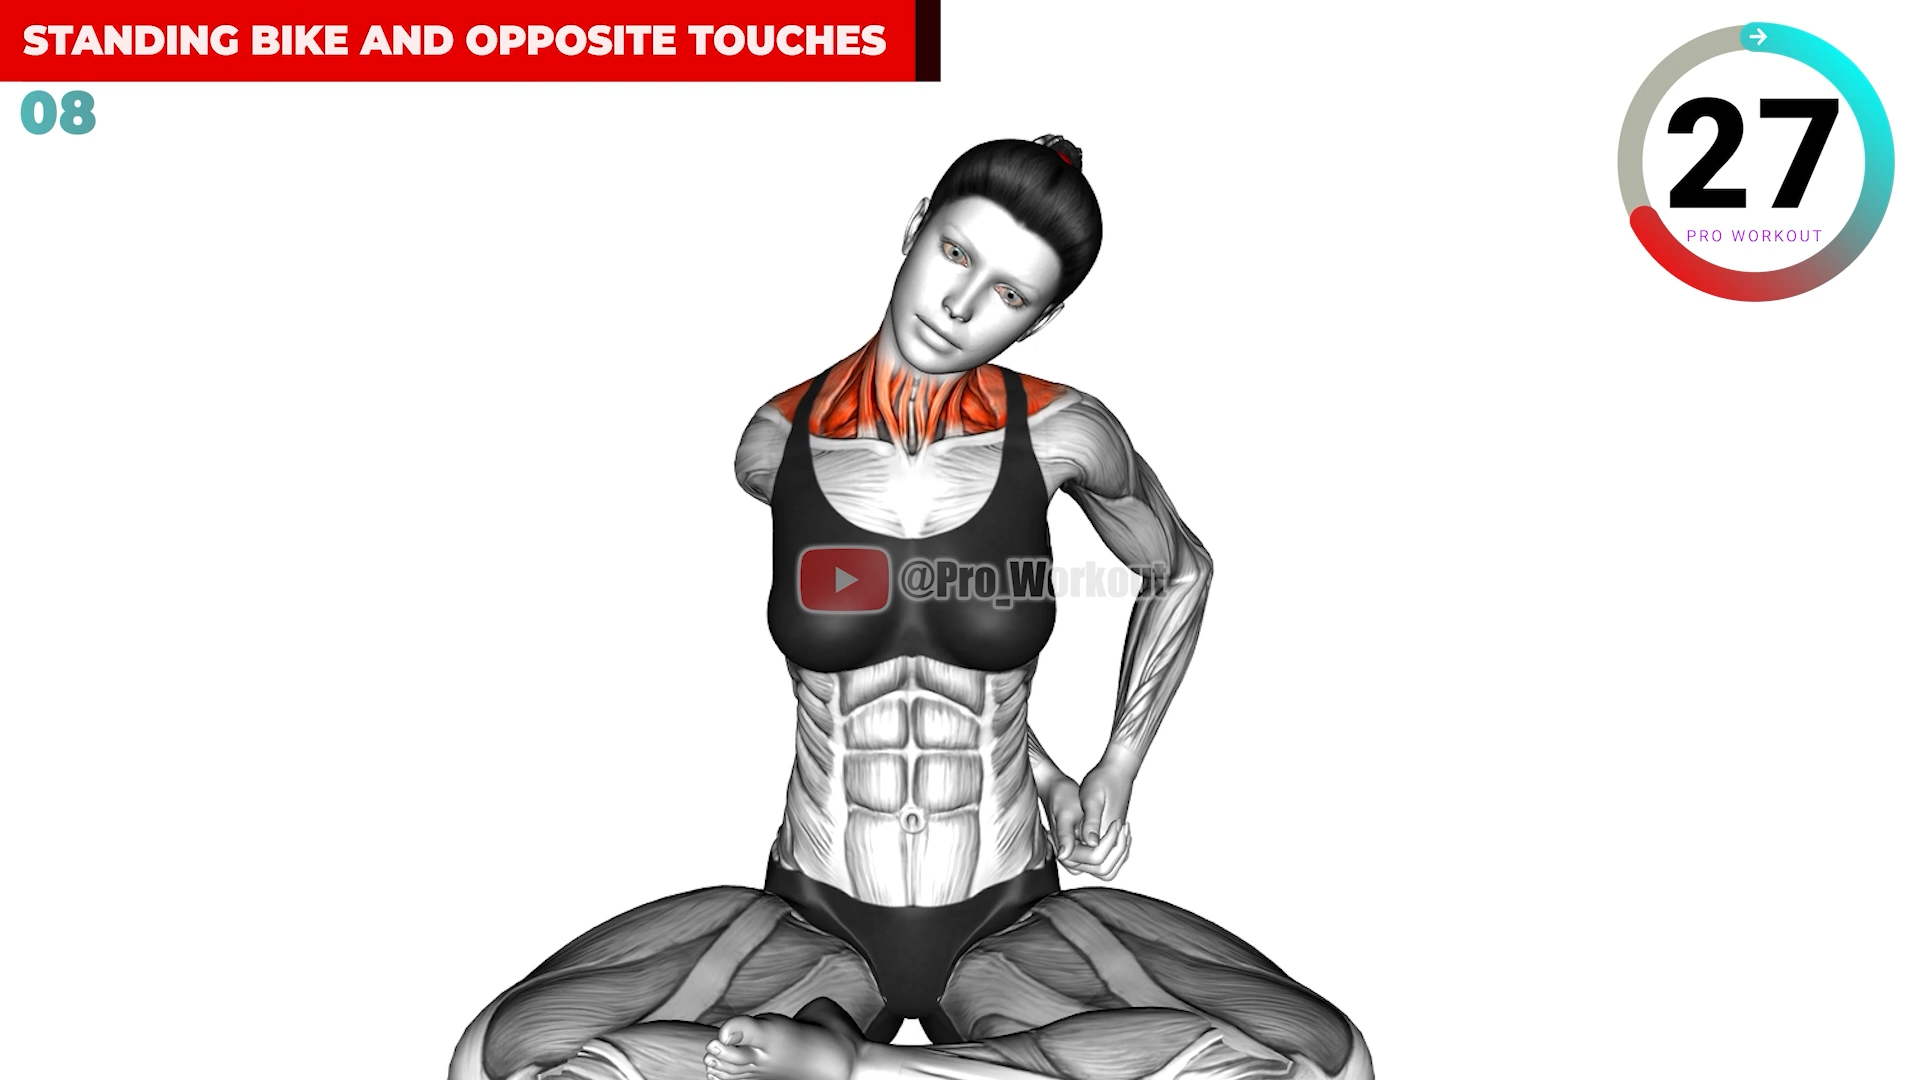 STANDING BIKE AND OPPOSITE TOUCHES
08
27
PRO WORKOUT
@Pro_Workout